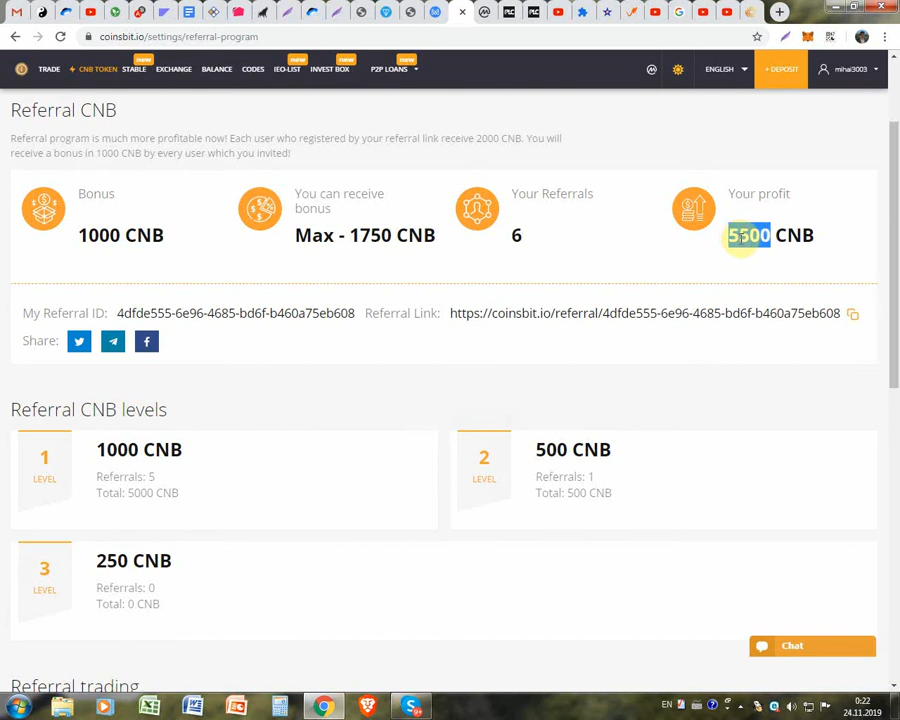 coinsbit.io/settings/referral-program
new new new new
TRADE CNB TOKEN STABLE EXCHANGE BALANCE CODES IEO-LIST INVEST BOX P2P LOANS ENGLISH + DEPOSIT mihai3003
Referral CNB
Referral program is much more profitable now! Each user who registered by your referral link receive 2000 CNB. You will
receive a bonus in 1000 CNB by every user which you invited!
Bonus
1000 CNB
You can receive
bonus
Max - 1750 CNB
Your Referrals
6
Your profit
5500 CNB
My Referral ID: 4dfde555-6e96-4685-bd6f-b460a75eb608 Referral Link: https://coinsbit.io/referral/4dfde555-6e96-4685-bd6f-b460a75eb608
Share:
Referral CNB levels
1
LEVEL
1000 CNB
Referrals: 5
Total: 5000 CNB
2
LEVEL
500 CNB
Referrals: 1
Total: 500 CNB
3
LEVEL
250 CNB
Referrals: 0
Total: 0 CNB
Chat
Referral trading
EN
0:22
24.11.2019